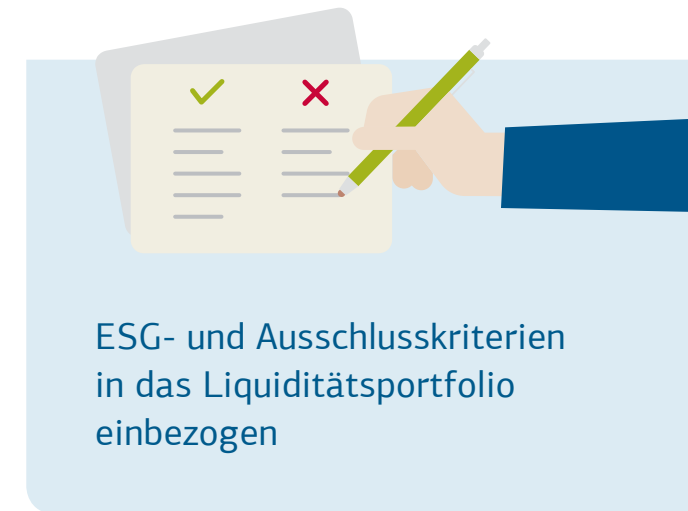 ESG- und Ausschlusskriterien
in das Liquiditätsportfolio
einbezogen